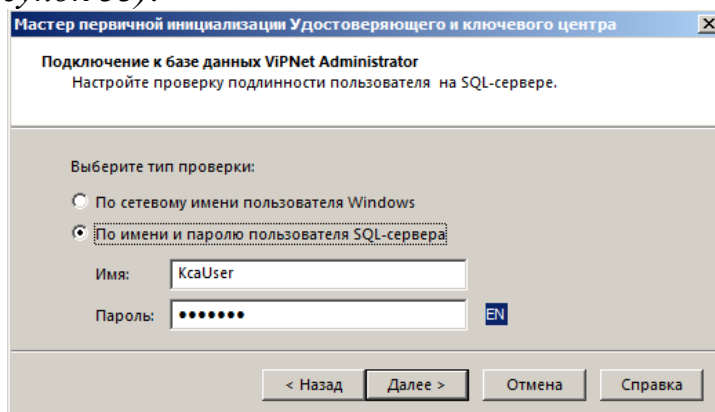 Мастер первичной инициализации Удостоверяющего и ключевого центра
Подключение к базе данных ViPNet Administrator
Настройте проверку подлинности пользователя на SQL-сервере.
Выберите тип проверки:
По сетевому имени пользователя Windows
По имени и паролю пользователя SQL-сервера
Имя: KcaUser
Пароль: ●●●●●●● EN
< Назад Далее > Отмена Справка